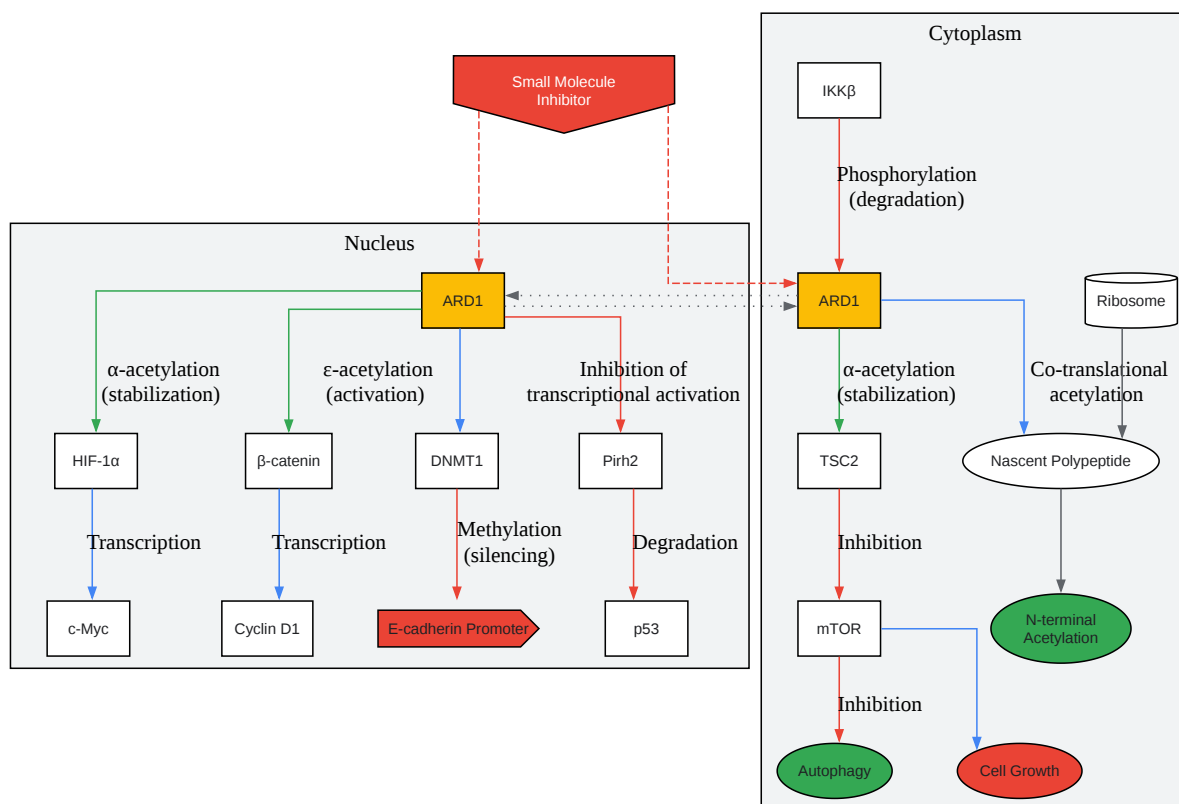 Cytoplasm
Small Molecule
Inhibitor
IKKβ
Phosphorylation
(degradation)
Nucleus
ARD1
ARD1
Ribosome
α-acetylation
(stabilization)
ε-acetylation
(activation)
Inhibition of
transcriptional activation
α-acetylation
(stabilization)
Co-translational
acetylation
HIF-1α
β-catenin
DNMT1
Pirh2
TSC2
Nascent Polypeptide
Transcription
Transcription
Methylation
(silencing)
Degradation
Inhibition
c-Myc
Cyclin D1
E-cadherin Promoter
p53
mTOR
N-terminal
Acetylation
Inhibition
Autophagy
Cell Growth